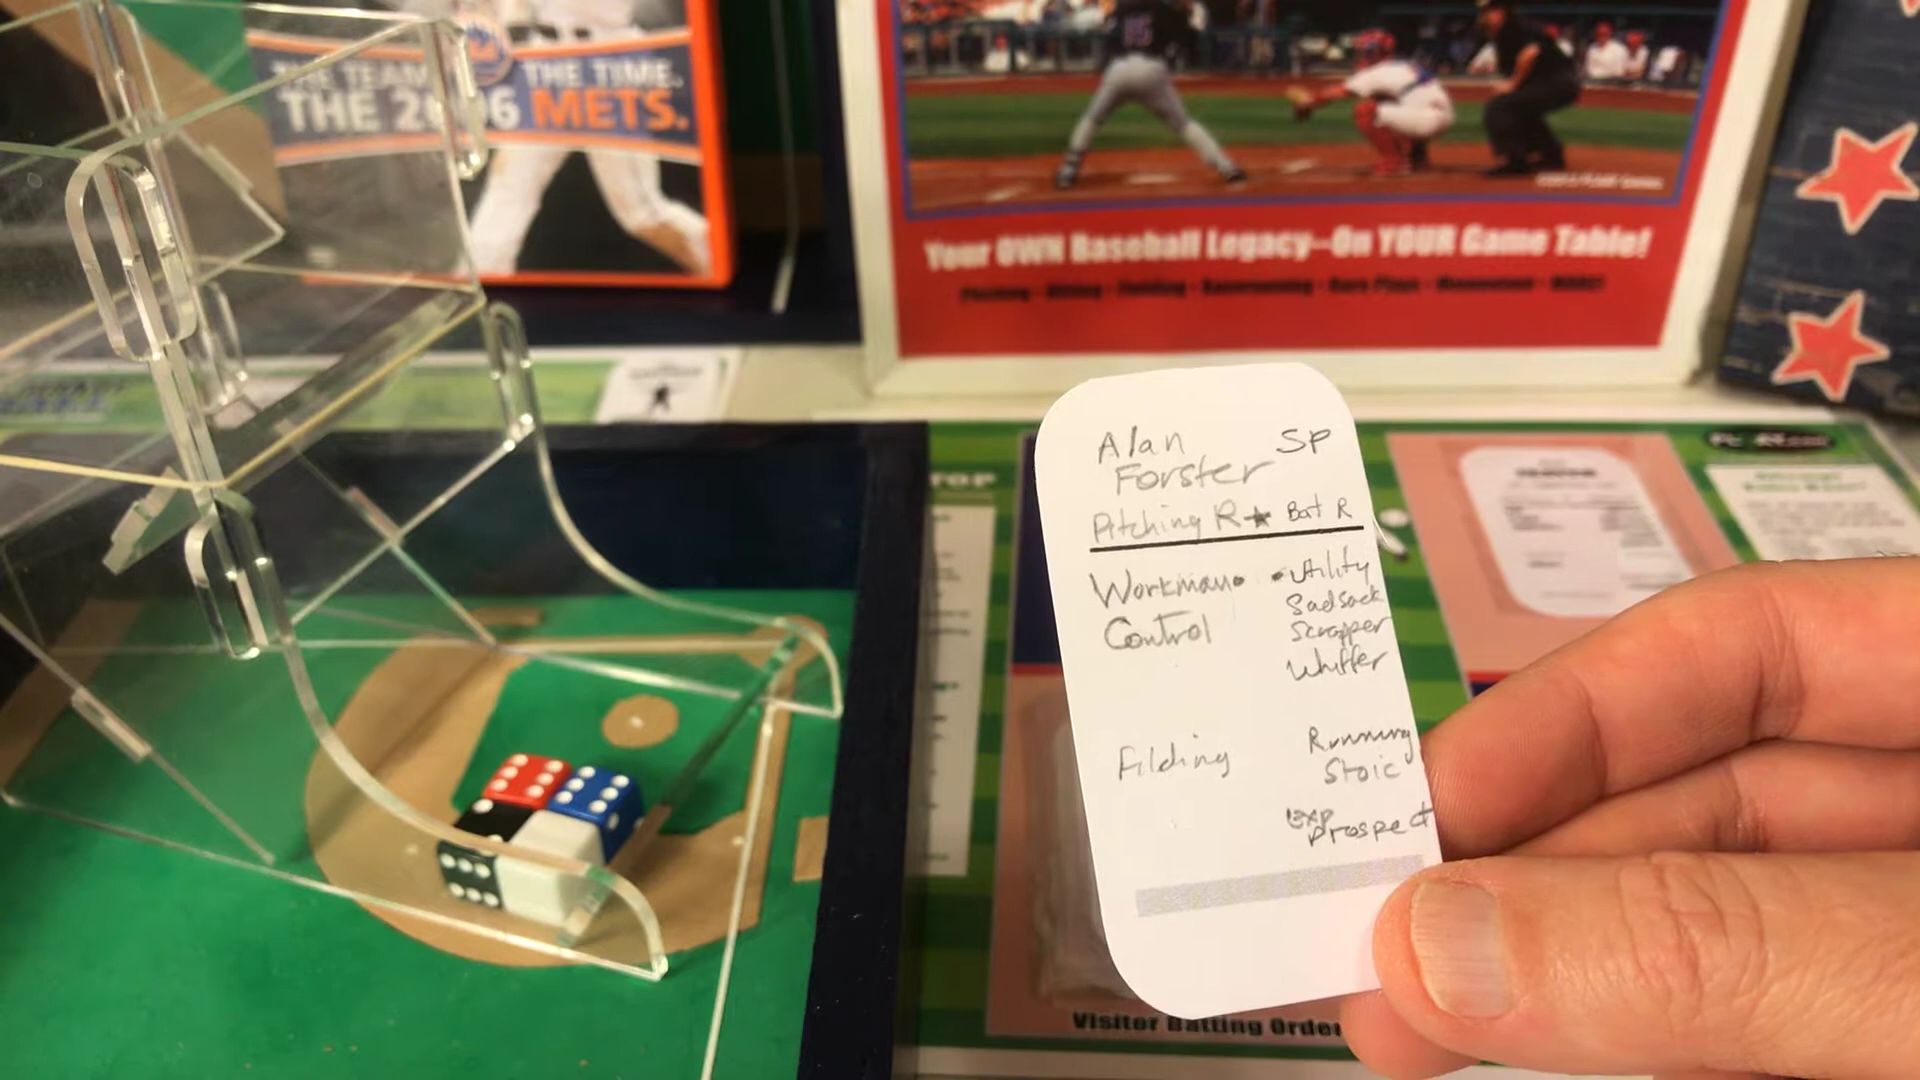 THE TEAM. THE TIME.
THE 2006 METS.
Your OWN Baseball Legacy—On YOUR Game Table!
Alan SP
Forster
Pitching R★ Bat R
Workman• •Utility
Sadsack
Control Scrapper
Whiffer
Filding Running
Stoic
Exp
Prospect
TOP
Visitor Batting Order